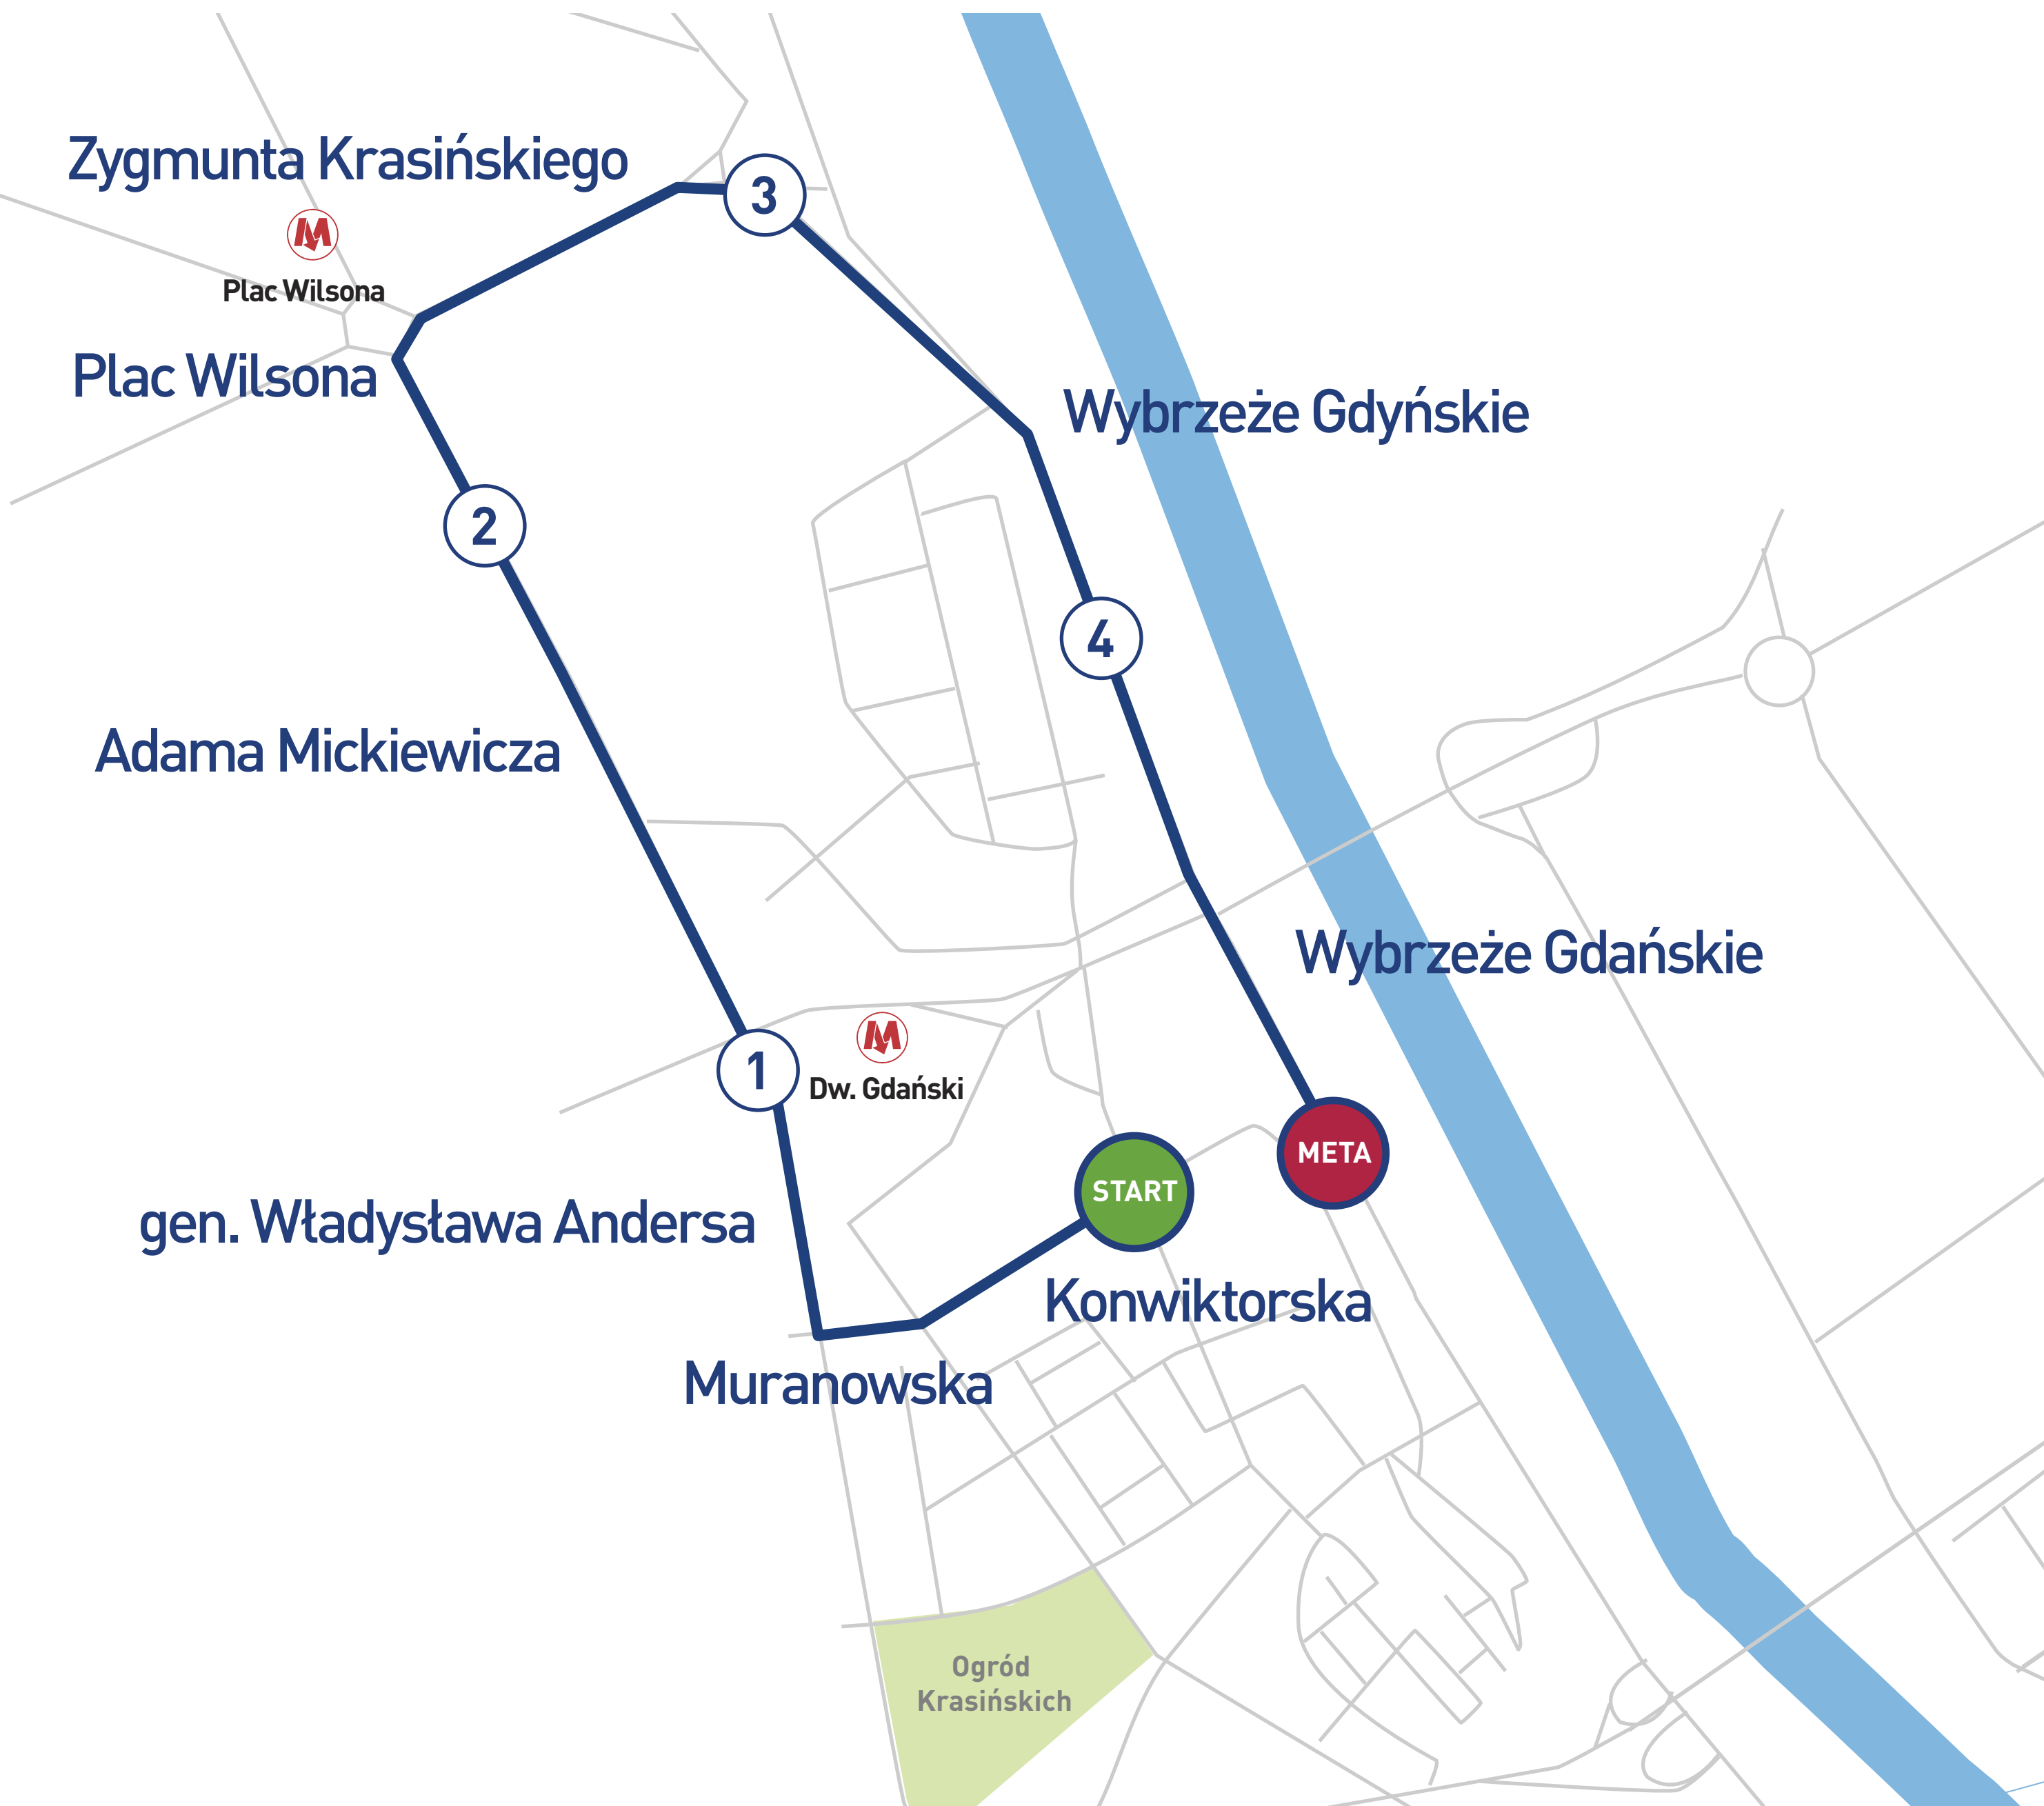 Zygmunta Krasińskiego
3
Plac Wilsona
Plac Wilsona
Wybrzeże Gdyńskie
2
4
Adama Mickiewicza
Wybrzeże Gdańskie
1
Dw. Gdański
META
START
gen. Władysława Andersa
Konwiktorska
Muranowska
Ogród
Krasińskich